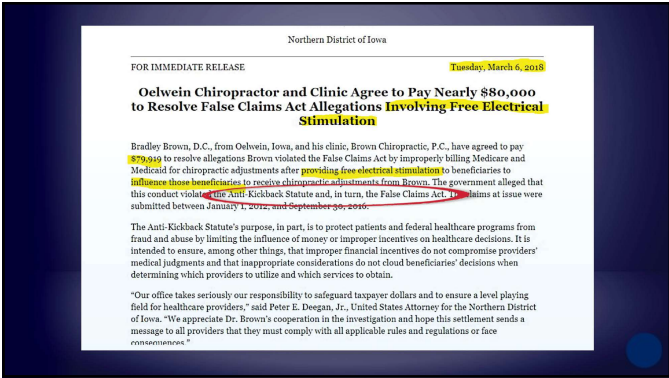 Northern District of Iowa
FOR IMMEDIATE RELEASE Tuesday, March 6, 2018
Oelwein Chiropractor and Clinic Agree to Pay Nearly $80,000
to Resolve False Claims Act Allegations Involving Free Electrical
Stimulation
Bradley Brown, D.C., from Oelwein, Iowa, and his clinic, Brown Chiropractic, P.C., have agreed to pay
$79,919 to resolve allegations Brown violated the False Claims Act by improperly billing Medicare and
Medicaid for chiropractic adjustments after providing free electrical stimulation to beneficiaries to
influence those beneficiaries to receive chiropractic adjustments from Brown. The government alleged that
this conduct violated the Anti-Kickback Statute and, in turn, the False Claims Act. The claims at issue were
submitted between January 1, 2012, and September 30, 2016.
The Anti-Kickback Statute's purpose, in part, is to protect patients and federal healthcare programs from
fraud and abuse by limiting the influence of money or improper incentives on healthcare decisions. It is
intended to ensure, among other things, that improper financial incentives do not compromise providers'
medical judgments and that inappropriate considerations do not cloud beneficiaries' decisions when
determining which providers to utilize and which services to obtain.
"Our office takes seriously our responsibility to safeguard taxpayer dollars and to ensure a level playing
field for healthcare providers," said Peter E. Deegan, Jr., United States Attorney for the Northern District
of Iowa. "We appreciate Dr. Brown's cooperation in the investigation and hope this settlement sends a
message to all providers that they must comply with all applicable rules and regulations or face
consequences."